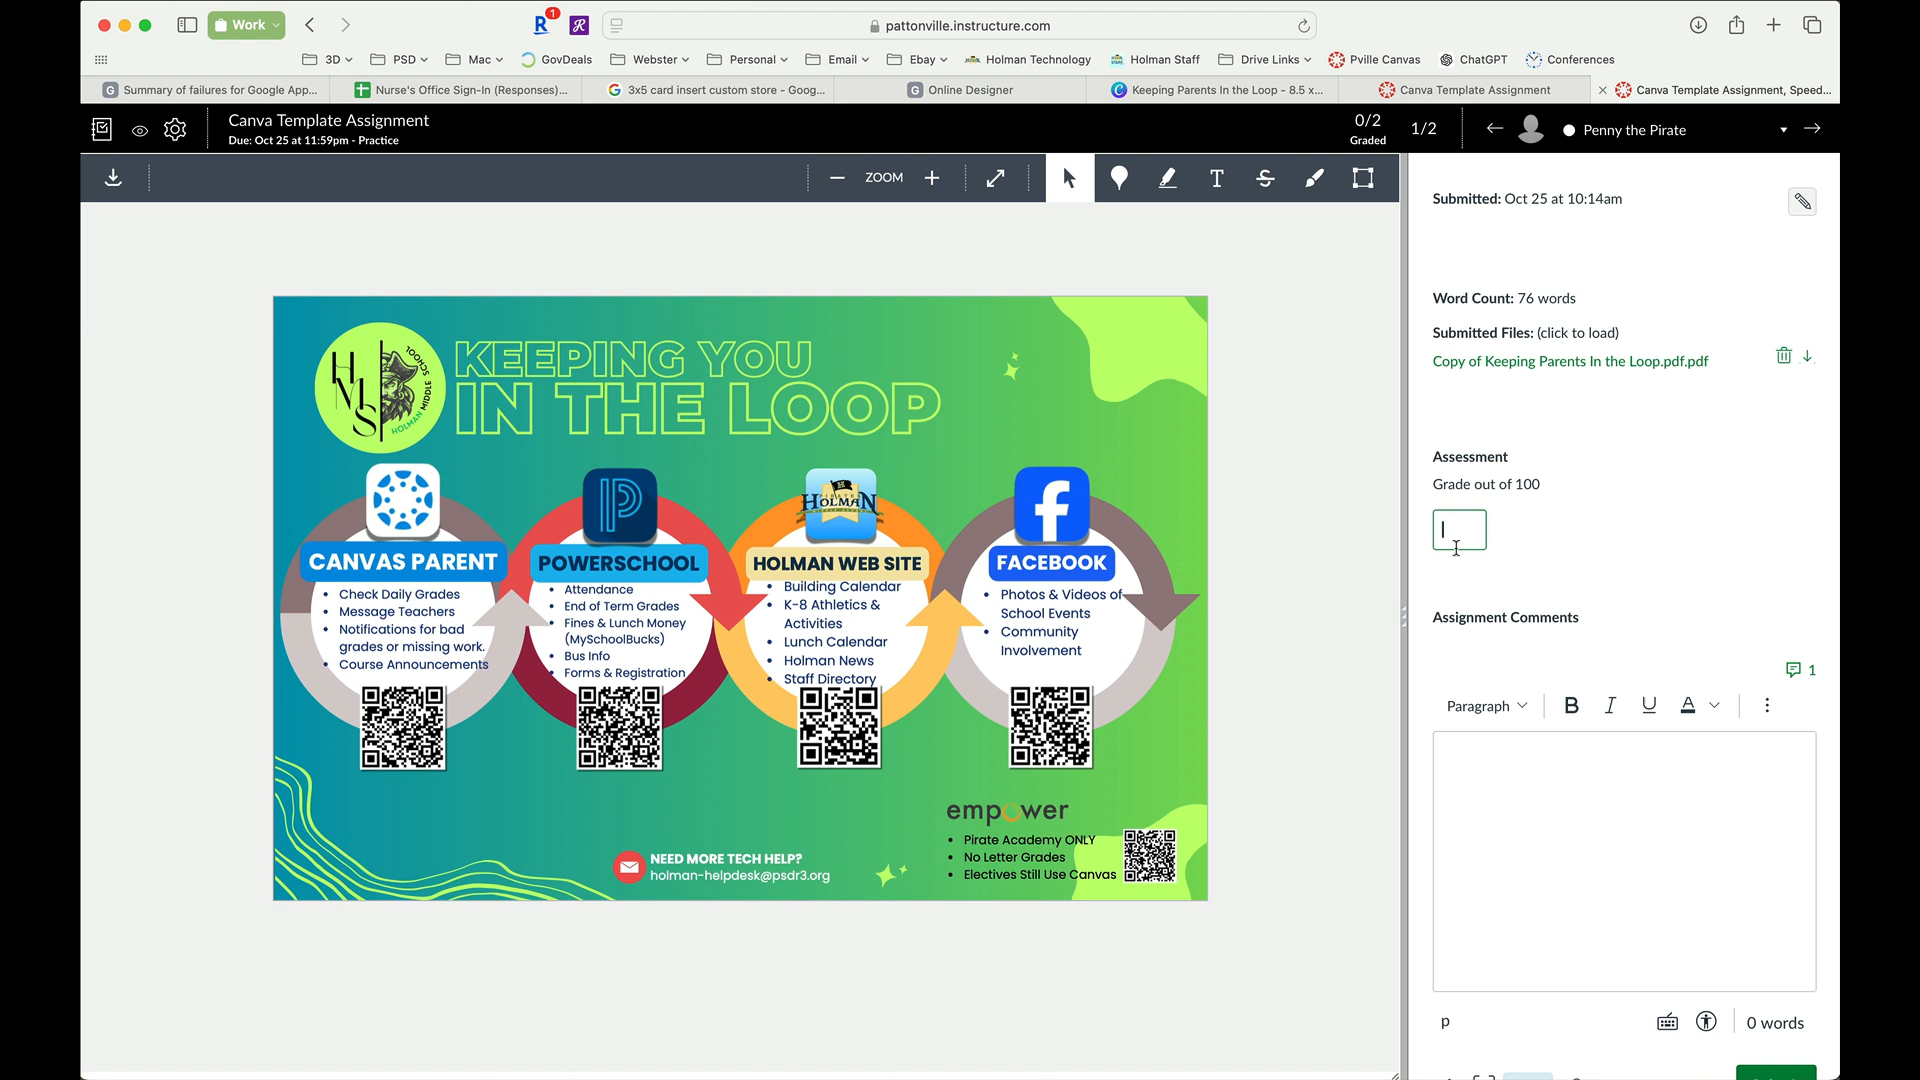 Work
R
1
pattonville.instructure.com
3D
PSD
Mac
GovDeals
Webster
Personal
Email
Ebay
Holman Technology
Holman Staff
Drive Links
Pville Canvas
ChatGPT
Conferences
Summary of failures for Google App...
Nurse's Office Sign-In (Responses)...
3x5 card insert custom store - Goog...
Online Designer
Keeping Parents In the Loop - 8.5 x...
Canva Template Assignment
Canva Template Assignment, Speed...
Canva Template Assignment
Due: Oct 25 at 11:59pm - Practice
0/2
Graded
1/2
Penny the Pirate
ZOOM
Submitted: Oct 25 at 10:14am
Word Count: 76 words
Submitted Files: (click to load)
Copy of Keeping Parents In the Loop.pdf.pdf
Assessment
Grade out of 100
Assignment Comments
1
Paragraph
B I U A
p
0 words
HMS
HOLMAN MIDDLE SCHOOL
KEEPING YOU
IN THE LOOP
CANVAS PARENT
• Check Daily Grades
• Message Teachers
• Notifications for bad
grades or missing work.
• Course Announcements
POWERSCHOOL
• Attendance
• End of Term Grades
• Fines & Lunch Money
(MySchoolBucks)
• Bus Info
• Forms & Registration
HOLMAN
HOLMAN WEB SITE
• Building Calendar
• K-8 Athletics &
Activities
• Lunch Calendar
• Holman News
• Staff Directory
FACEBOOK
• Photos & Videos of
School Events
• Community
Involvement
NEED MORE TECH HELP?
holman-helpdesk@psdr3.org
empower
• Pirate Academy ONLY
• No Letter Grades
• Electives Still Use Canvas